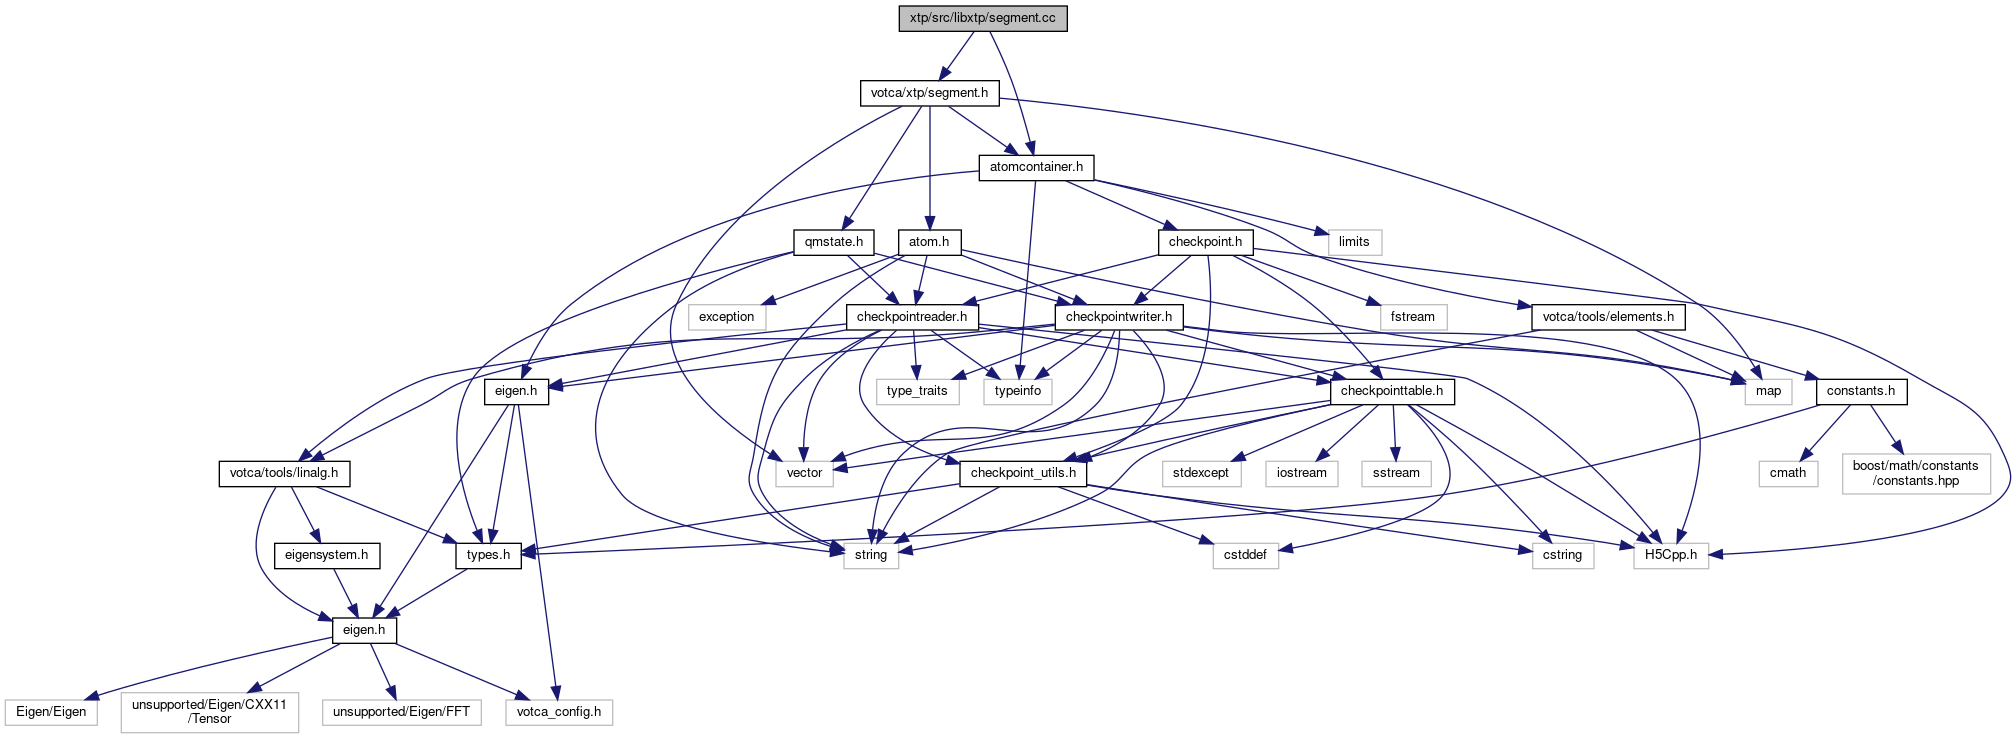 xtp/src/libxtp/segment.cc
votca/xtp/segment.h
atomcontainer.h
qmstate.h
atom.h
checkpoint.h
limits
exception
checkpointreader.h
checkpointwriter.h
fstream
votca/tools/elements.h
eigen.h
type_traits
typeinfo
checkpointtable.h
map
constants.h
votca/tools/linalg.h
vector
checkpoint_utils.h
stdexcept
iostream
sstream
cmath
boost/math/constants
/constants.hpp
eigensystem.h
types.h
string
cstddef
cstring
H5Cpp.h
eigen.h
Eigen/Eigen
unsupported/Eigen/CXX11
/Tensor
unsupported/Eigen/FFT
votca_config.h